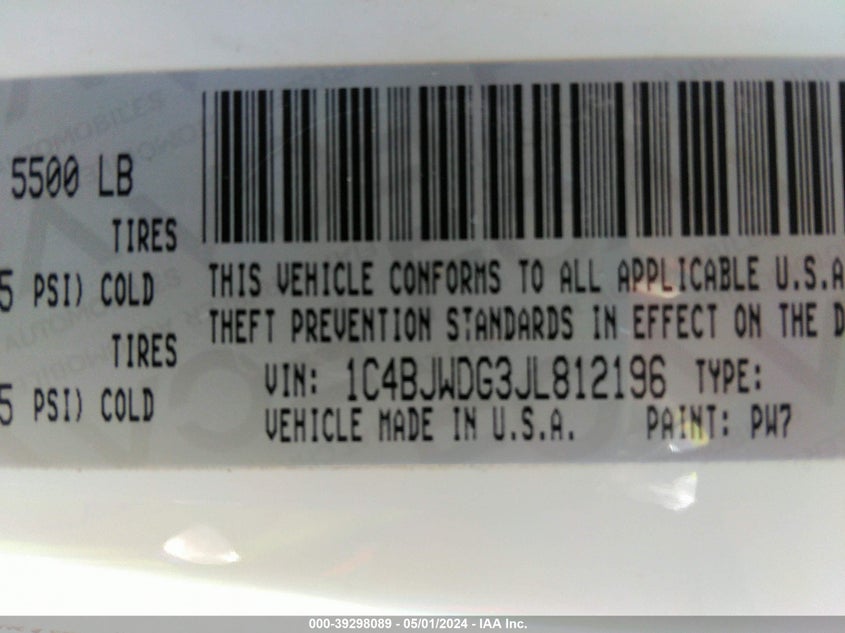 5500 LB
TIRES
5 PSI) COLD
TIRES
5 PSI) COLD
THIS VEHICLE CONFORMS TO ALL APPLICABLE U.S.A
THEFT PREVENTION STANDARDS IN EFFECT ON THE D
VIN: 1C4BJWDG3JL812196 TYPE:
VEHICLE MADE IN U.S.A. PAINT: PW7
000-39298089 - 05/01/2024 - IAA Inc.